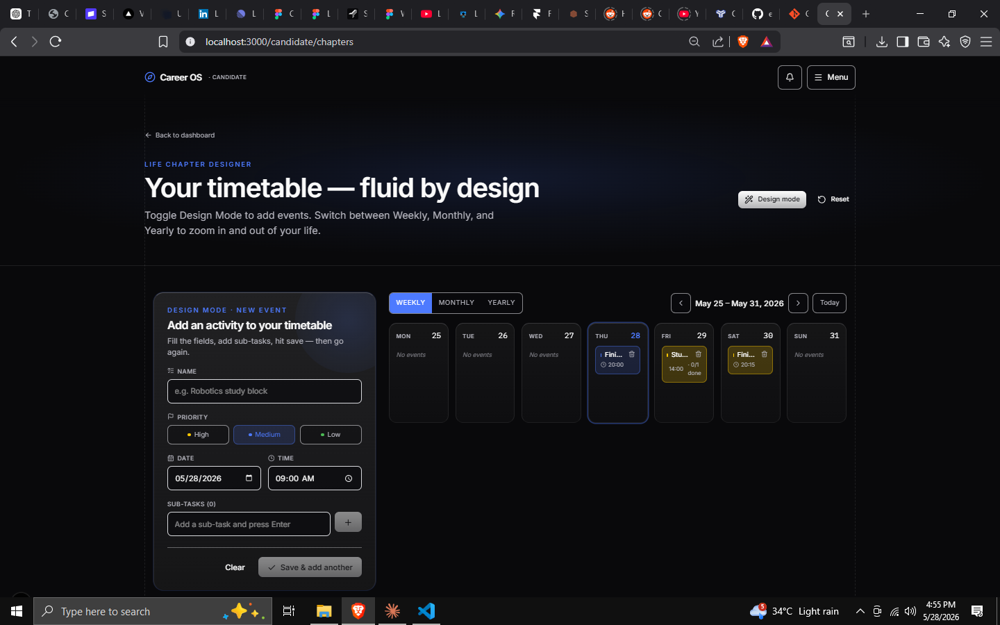 T
C
S
V
U
L
L
C
L
S
V
L
L
F
F
S
F
C
Y
C
e
C
C
localhost:3000/candidate/chapters
Career OS · CANDIDATE
Menu
← Back to dashboard
LIFE CHAPTER DESIGNER
Your timetable — fluid by design
Toggle Design Mode to add events. Switch between Weekly, Monthly, and
Yearly to zoom in and out of your life.
Design mode
Reset
DESIGN MODE · NEW EVENT
Add an activity to your timetable
Fill the fields, add sub-tasks, hit save — then go
again.
NAME
e.g. Robotics study block
PRIORITY
High
Medium
Low
DATE
TIME
05/28/2026
09:00 AM
SUB-TASKS (0)
Add a sub-task and press Enter
+
Clear
Save & add another
WEEKLY
MONTHLY
YEARLY
May 25 – May 31, 2026
Today
MON 25
No events
TUE 26
No events
WED 27
No events
THU 28
Fini...
20:00
FRI 29
Stu...
14:00 · 0/1
done
SAT 30
Fini...
20:15
SUN 31
No events
Type here to search
5
34°C Light rain
4:55 PM
5/28/2026